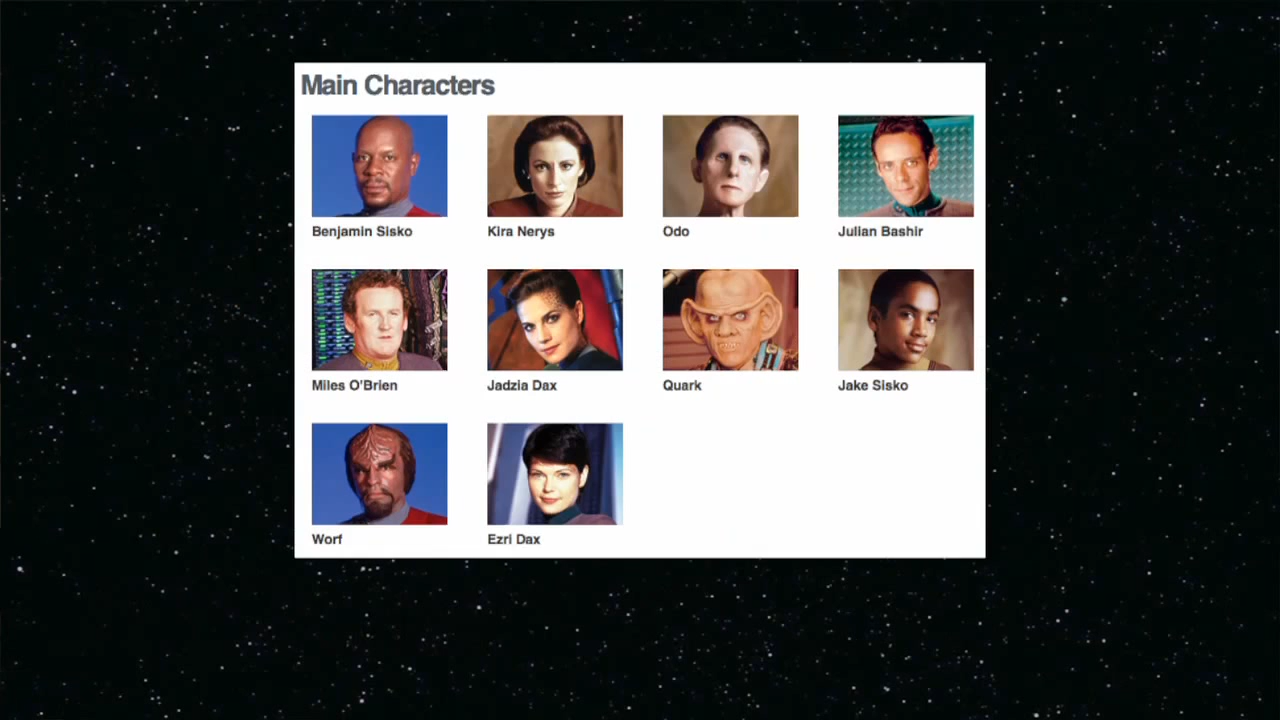 Main Characters
Benjamin Sisko
Kira Nerys
Odo
Julian Bashir
Miles O'Brien
Jadzia Dax
Quark
Jake Sisko
Worf
Ezri Dax